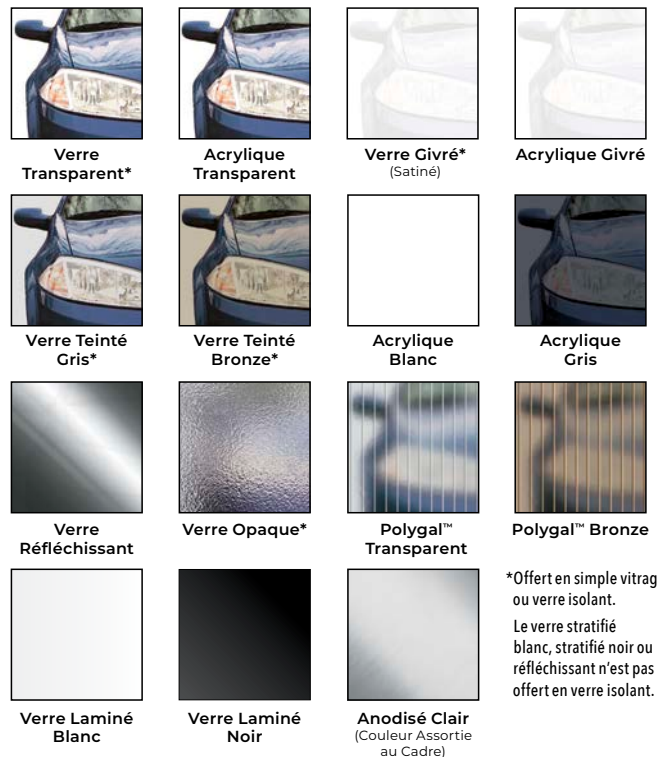 Verre
Transparent*
Acrylique
Transparent
Verre Givré*
(Satiné)
Acrylique Givré
Verre Teinté
Gris*
Verre Teinté
Bronze*
Acrylique
Blanc
Acrylique
Gris
Verre
Réfléchissant
Verre Opaque*
Polygal™
Transparent
Polygal™ Bronze
Verre Laminé
Blanc
Verre Laminé
Noir
Anodisé Clair
(Couleur Assortie
au Cadre)
*Offert en simple vitrag
ou verre isolant.
Le verre stratifié
blanc, stratifié noir ou
réfléchissant n’est pas
offert en verre isolant.